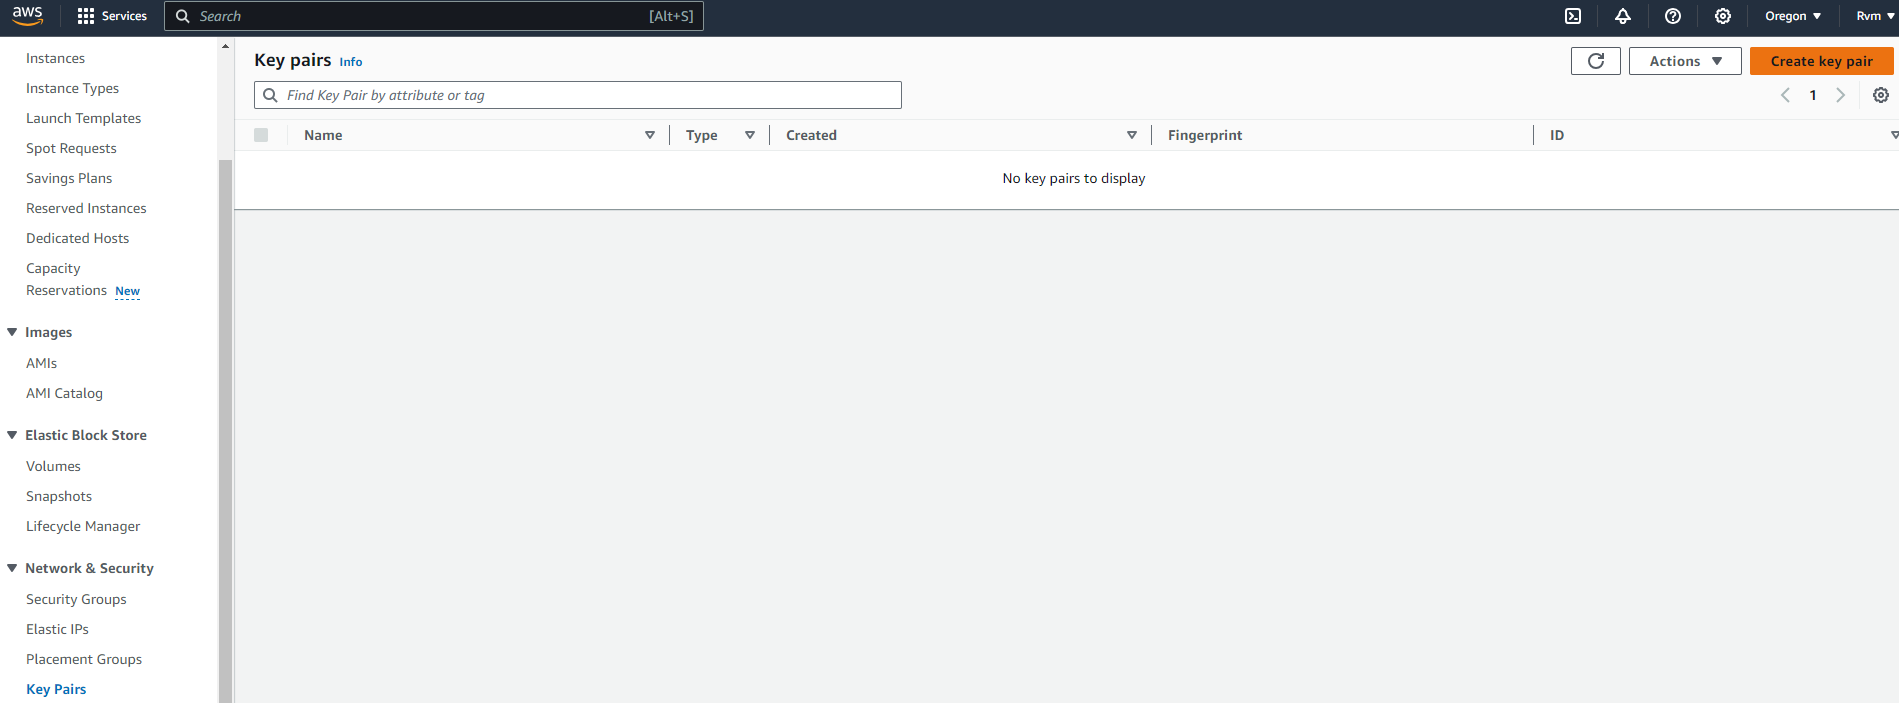 aws
Services
Search
[Alt+S]
Oregon
Rvm
Instances
Instance Types
Launch Templates
Spot Requests
Savings Plans
Reserved Instances
Dedicated Hosts
Capacity
Reservations New
Images
AMIs
AMI Catalog
Elastic Block Store
Volumes
Snapshots
Lifecycle Manager
Network & Security
Security Groups
Elastic IPs
Placement Groups
Key Pairs
Key pairs Info
Actions
Create key pair
Find Key Pair by attribute or tag
1
Name
Type
Created
Fingerprint
ID
No key pairs to display